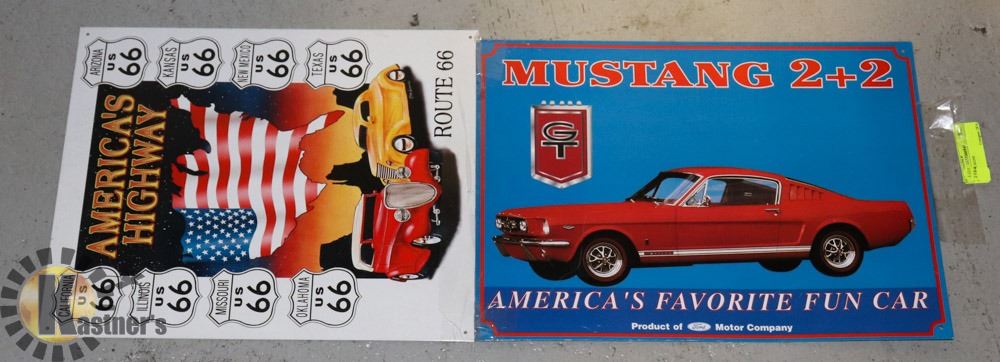 ARIZONA
US
66
KANSAS
US
66
NEW MEXICO
US
66
TEXAS
US
66
AMERICA'S
HIGHWAY
ROUTE 66
CALIFORNIA
US
66
ILLINOIS
US
66
MISSOURI
US
66
OKLAHOMA
US
66
MUSTANG 2+2
GT
AMERICA'S FAVORITE FUN CAR
Product of Ford Motor Company
Kastner's